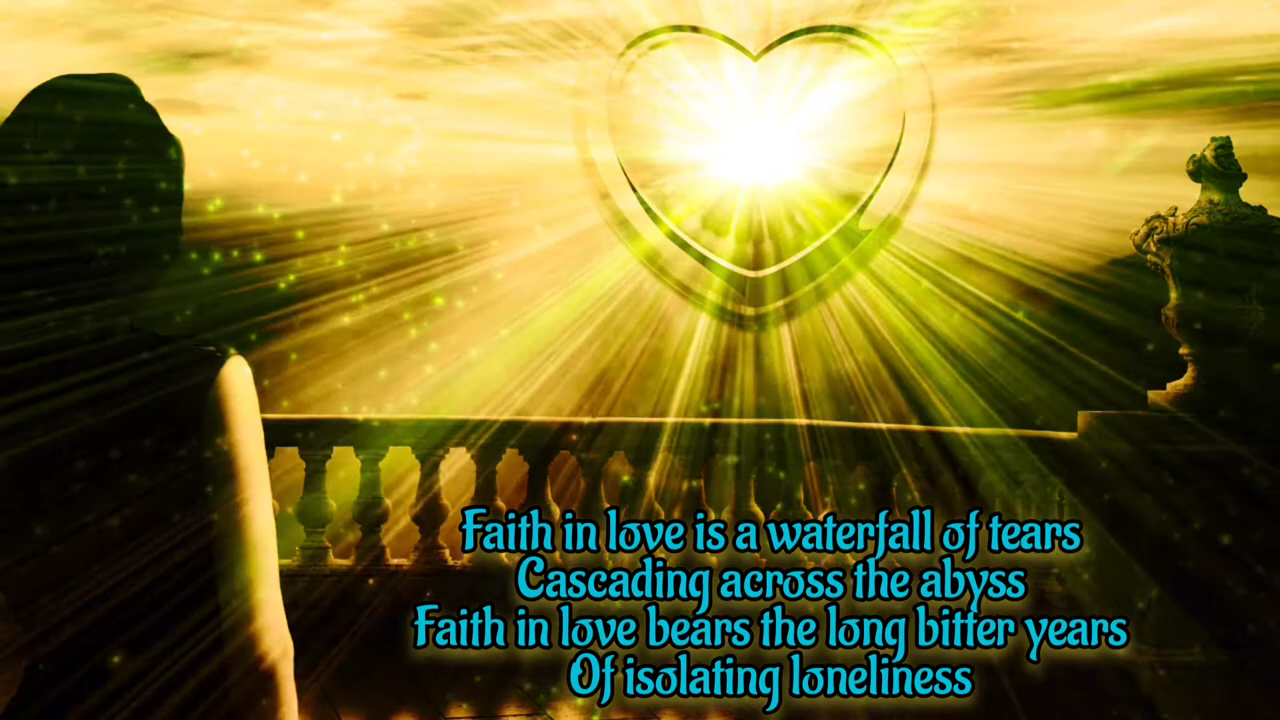 Faith in love is a waterfall of tears
Cascading across the abyss
Faith in love bears the long bitter years
Of isolating loneliness